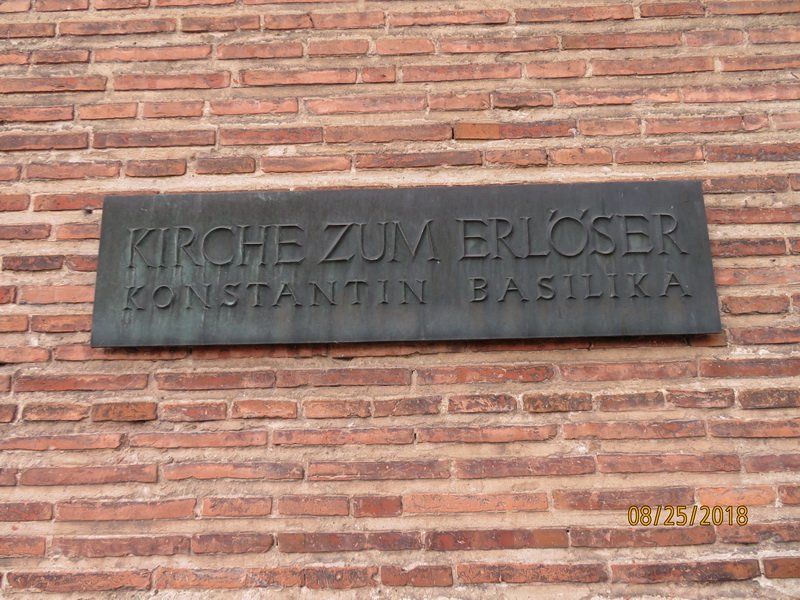 KIRCHE ZUM ERLÖSER
KONSTANTIN BASILIKA
08/25/2018